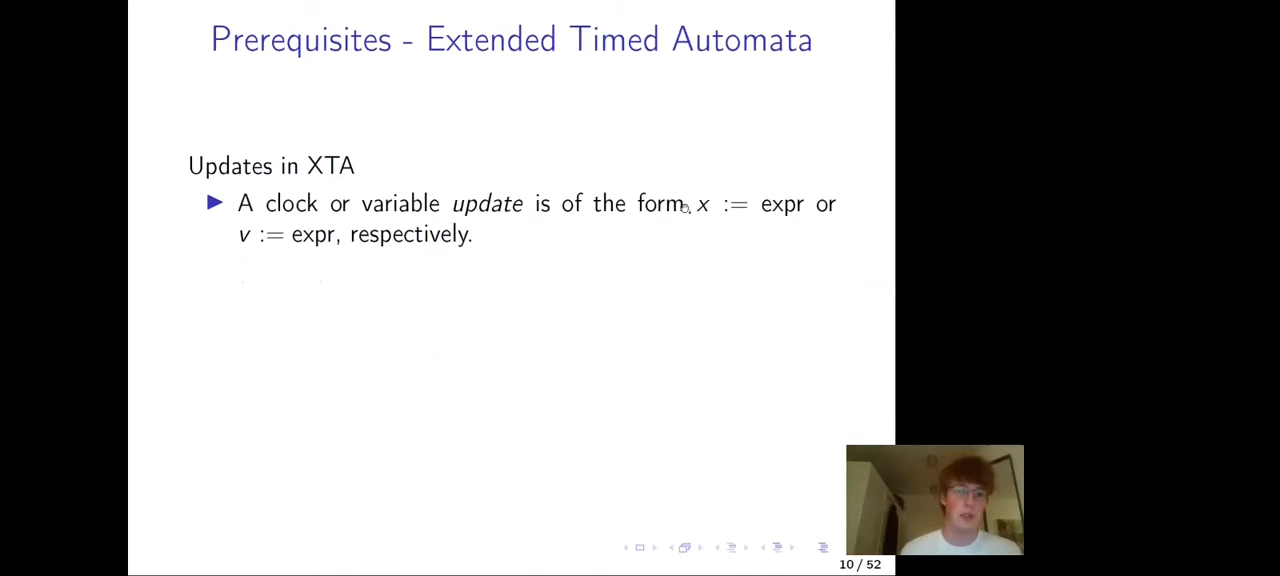 Prerequisites - Extended Timed Automata
Updates in XTA
A clock or variable update is of the form x := expr or
v := expr, respectively.
10 / 52